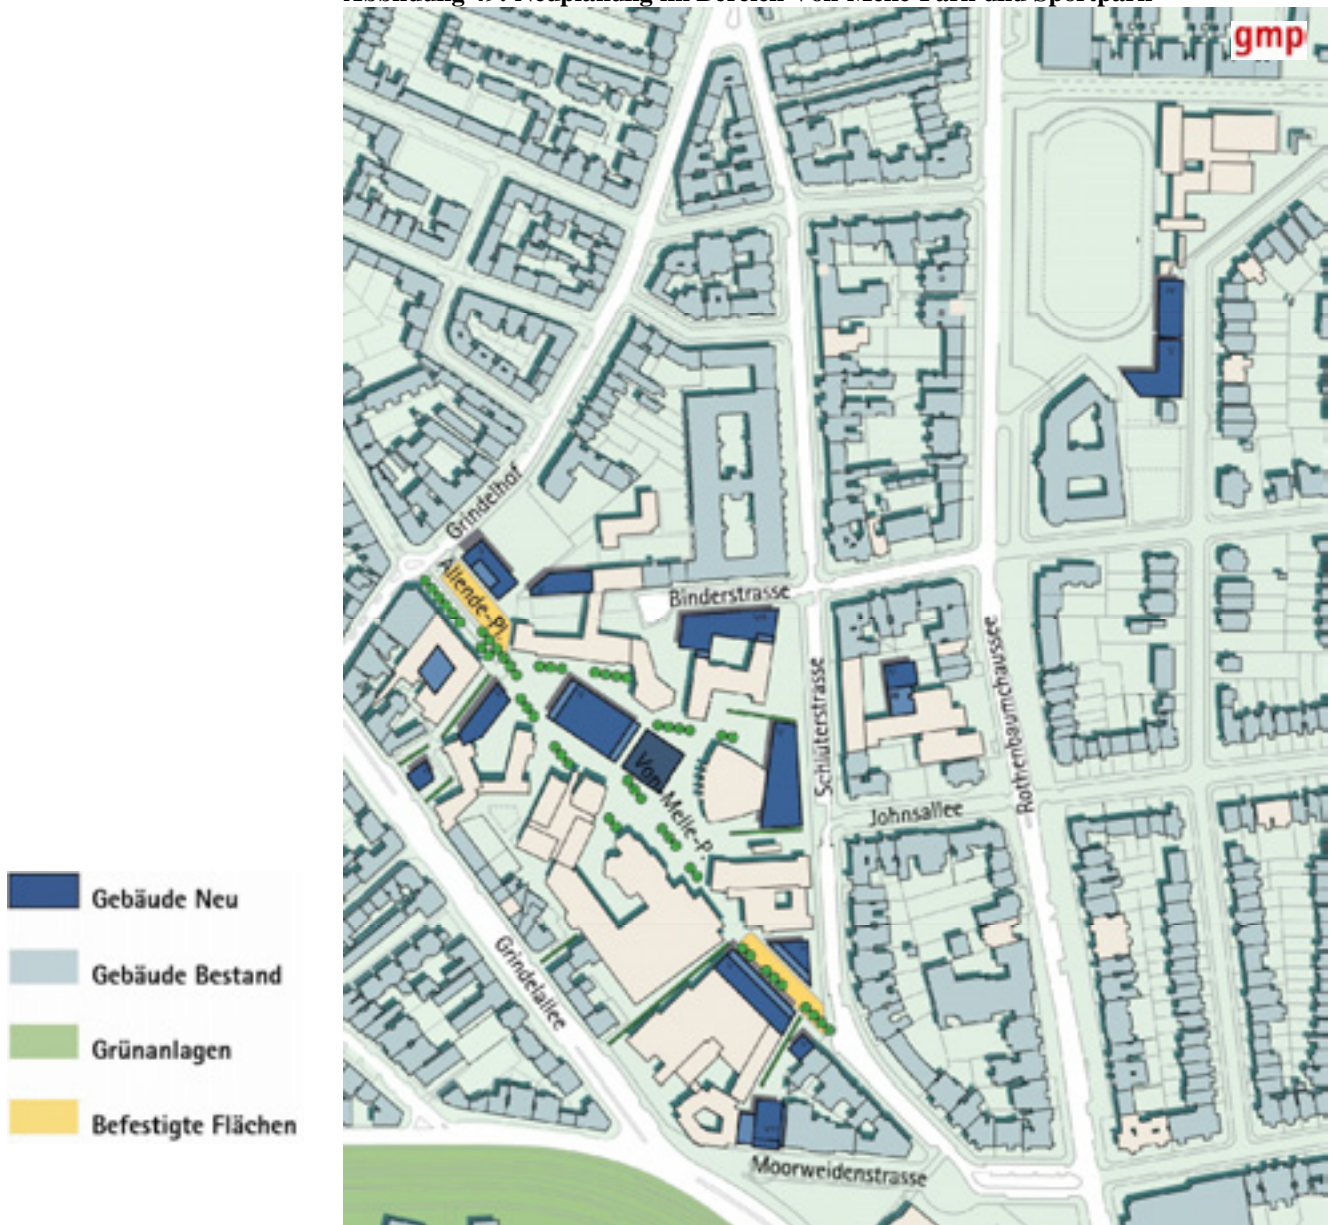 gmp
Grindelhof
Allende-Pl.
Binderstrasse
Schlüterstrasse
Rothenbaumchaussee
Von-Melle-P.
Johnsallee
Grindelallee
Moorweidenstrasse
Gebäude Neu
Gebäude Bestand
Grünanlagen
Befestigte Flächen